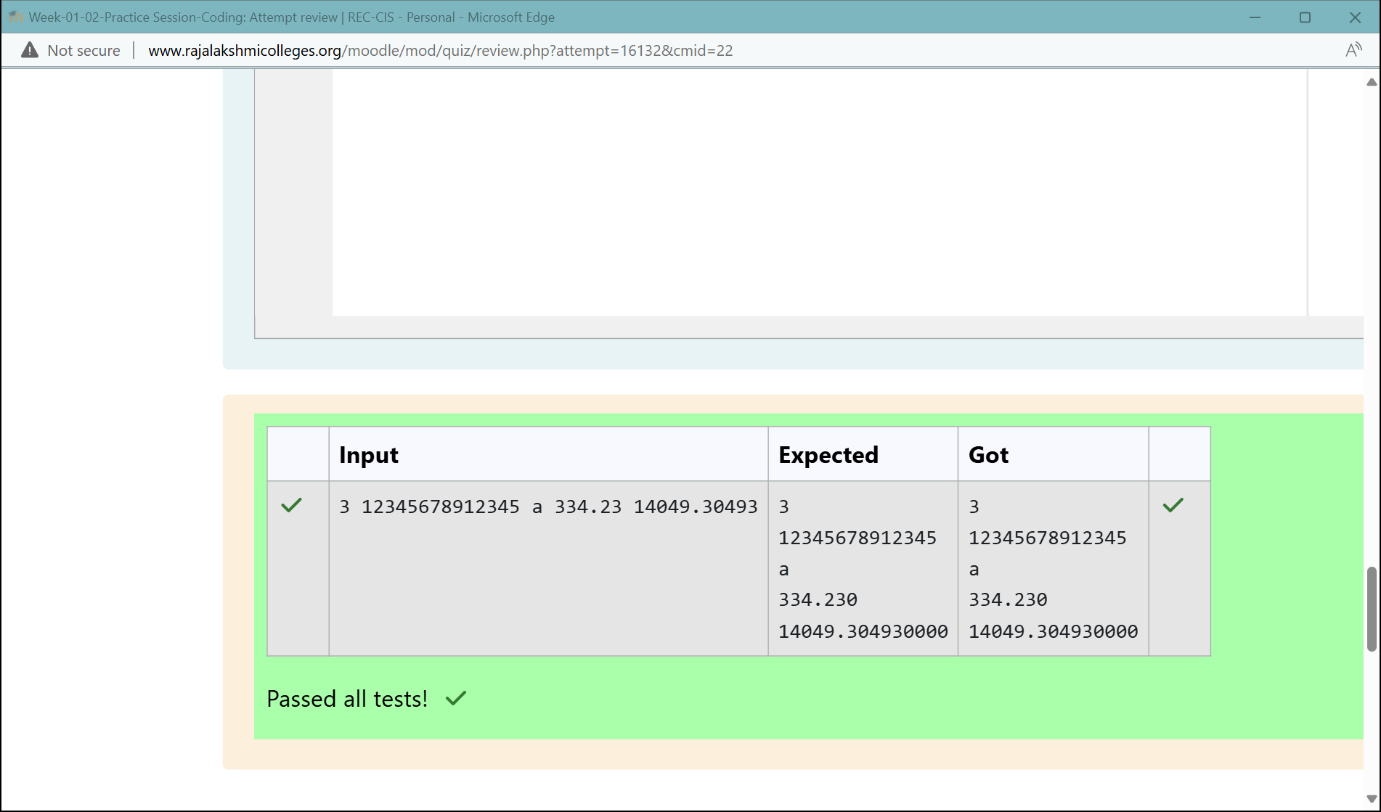 Week-01-02-Practice Session-Coding: Attempt review | REC-CIS - Personal - Microsoft Edge
Not secure | www.rajalakshmicolleges.org/moodle/mod/quiz/review.php?attempt=16132&cmid=22
Input Expected Got
3 12345678912345 a 334.23 14049.30493 3 3
12345678912345 12345678912345
a a
334.230 334.230
14049.304930000 14049.304930000
Passed all tests!